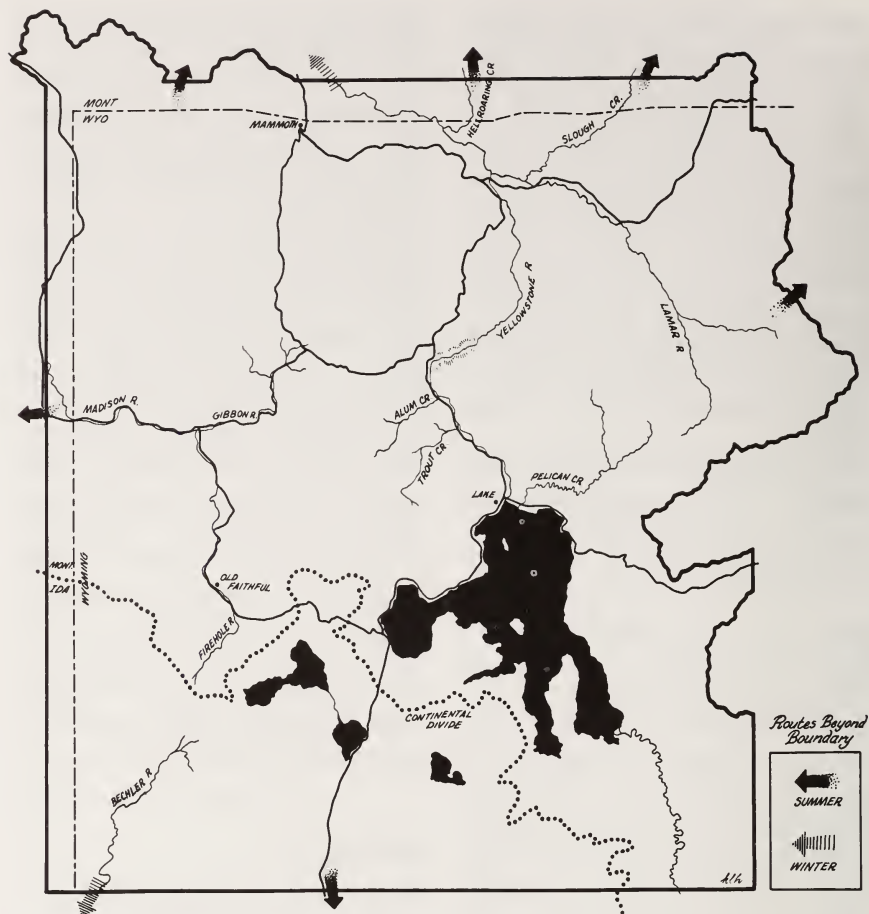 MONT
WYO
MAMMOTH
HELLROARING CR
SLOUGH CR.
YELLOWSTONE R
LAMAR R
MADISON R.
GIBBON R.
ALUM CR
TROUT CR
PELICAN CR
LAKE
MONT
IDA
WYOMING
OLD
FAITHFUL
FIREHOLE R
CONTINENTAL
DIVIDE
BECHLER R
Routes Beyond
Boundary
SUMMER
WINTER